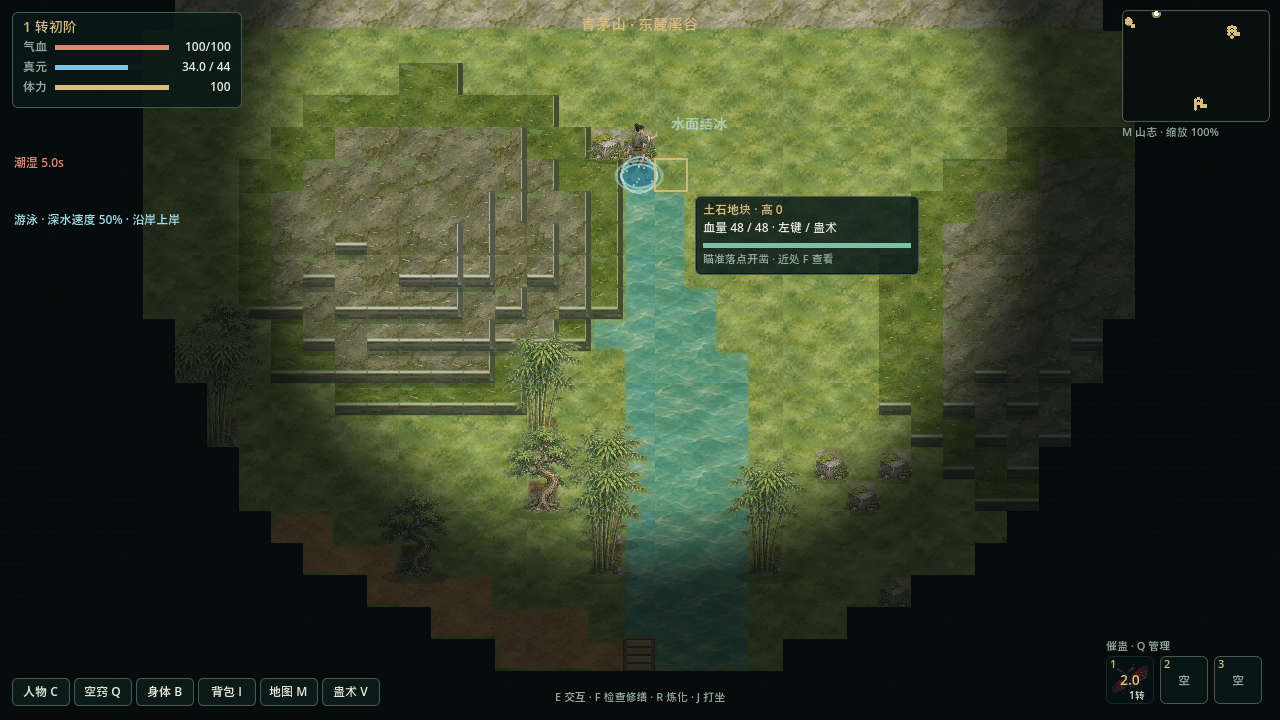 1 转初阶
气血 100/100
真元 34.0 / 44
体力 100
青茅山 · 东麓溪谷
M 山志 · 缩放 100%
潮湿 5.0s
游泳 · 深水速度 50% · 沿岸上岸
水面结冰
土石地块 · 高 0
血量 48 / 48 · 左键 / 蛊术
瞄准落点开凿 · 近处 F 查看
催蛊 · Q 管理
1 2.0 1转
2 空
3 空
人物 C 空窍 Q 身体 B 背包 I 地图 M 蛊术 V
E 交互 · F 检查修缮 · R 炼化 · J 打坐